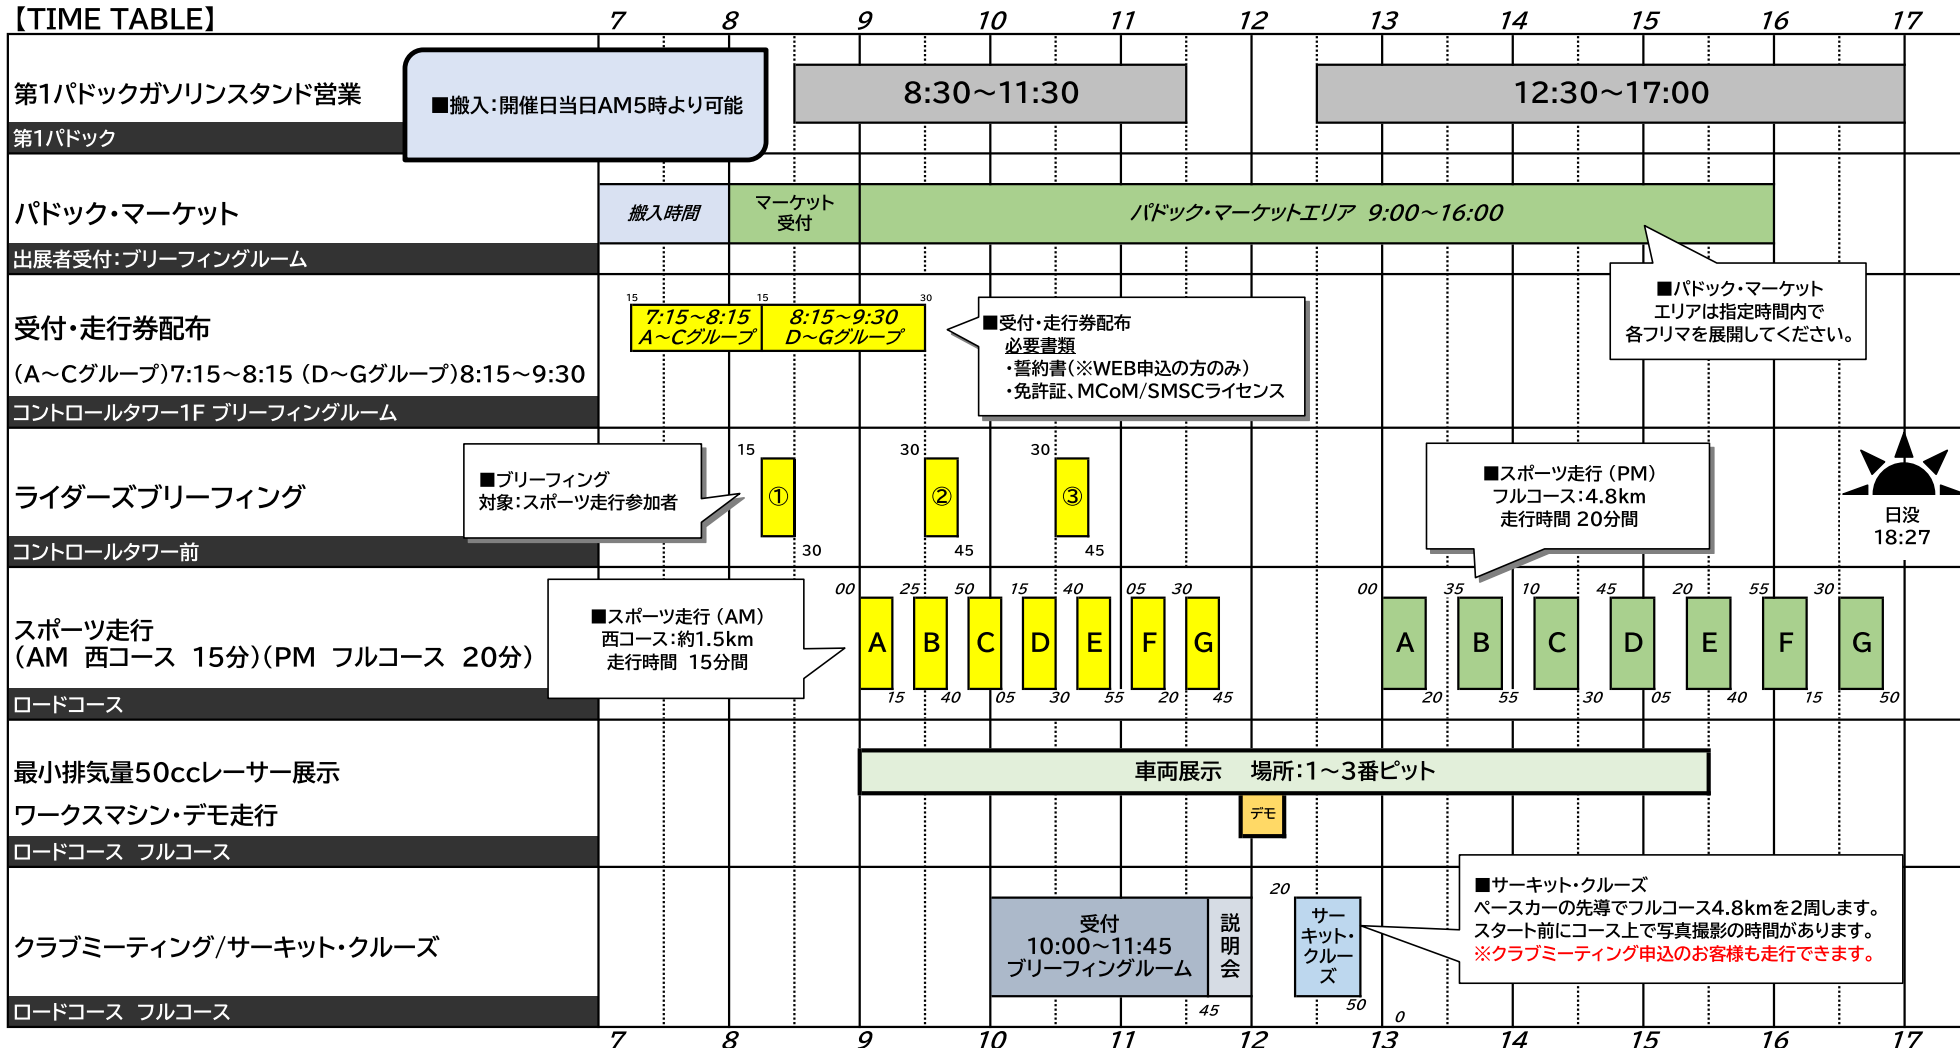 【TIME TABLE】
7 8 9 10 11 12 13 14 15 16 17
第1パドックガソリンスタンド営業
第1パドック
■搬入：開催日当日AM5時より可能
8:30～11:30
12:30～17:00
パドック・マーケット
出展者受付：ブリーフィングルーム
搬入時間
マーケット
受付
パドック・マーケットエリア 9:00～16:00
■パドック・マーケット
エリアは指定時間内で
各フリマを展開してください。
受付・走行券配布
(A～Cグループ)7:15～8:15 (D～Gグループ)8:15～9:30
コントロールタワー1F ブリーフィングルーム
15 15 30
7:15～8:15
A～Cグループ
8:15～9:30
D～Gグループ
■受付・走行券配布
必要書類
・誓約書(※WEB申込の方のみ)
・免許証、MCoM/SMSCライセンス
ライダーズブリーフィング
コントロールタワー前
■ブリーフィング
対象：スポーツ走行参加者
15 30 30
① ② ③
30 45 45
■スポーツ走行 (PM)
フルコース：4.8km
走行時間 20分間
日没
18:27
スポーツ走行
(AM 西コース 15分)(PM フルコース 20分)
ロードコース
■スポーツ走行 (AM)
西コース：約1.5km
走行時間 15分間
00 25 50 15 40 05 30 00 35 10 45 20 55 30
A B C D E F G A B C D E F G
15 40 05 30 55 20 45 20 55 30 05 40 15 50
最小排気量50ccレーサー展示
ワークスマシン・デモ走行
ロードコース フルコース
車両展示 場所：1～3番ピット
デモ
クラブミーティング/サーキット・クルーズ
ロードコース フルコース
受付
10:00～11:45
ブリーフィングルーム
説
明
会
45
20
サー
キット・
クルー
ズ
50
0
■サーキット・クルーズ
ペースカーの先導でフルコース4.8kmを2周します。
スタート前にコース上で写真撮影の時間があります。
※クラブミーティング申込のお客様も走行できます。
7 8 9 10 11 12 13 14 15 16 17